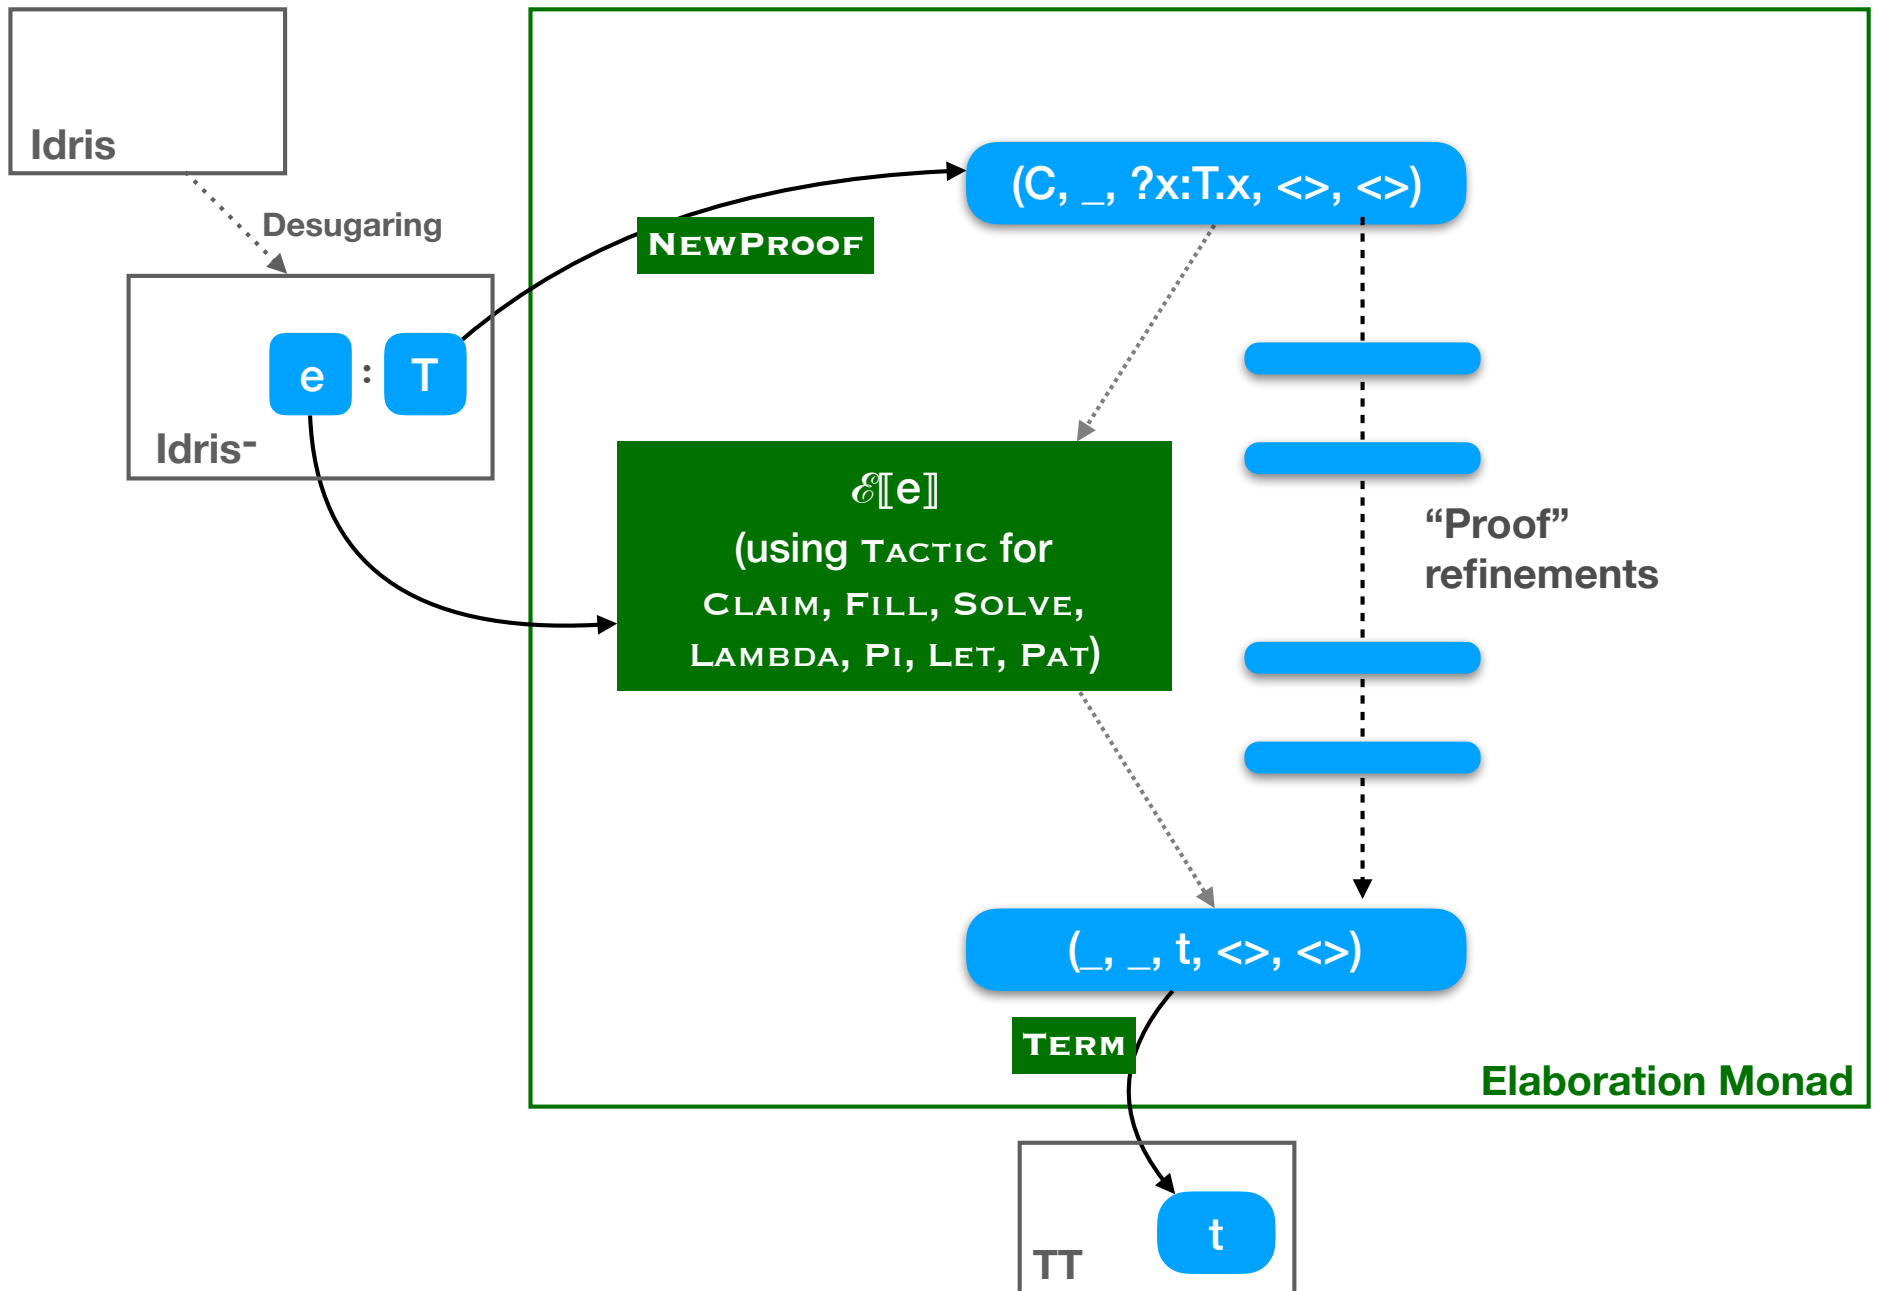 Idris
Desugaring
e : T
Idris-
NEWPROOF
(C, _, ?x:T.x, <>, <>)
ℰ⟦e⟧
(using TACTIC for
CLAIM, FILL, SOLVE,
LAMBDA, PI, LET, PAT)
“Proof”
refinements
(_, _, t, <>, <>)
TERM
Elaboration Monad
t
TT